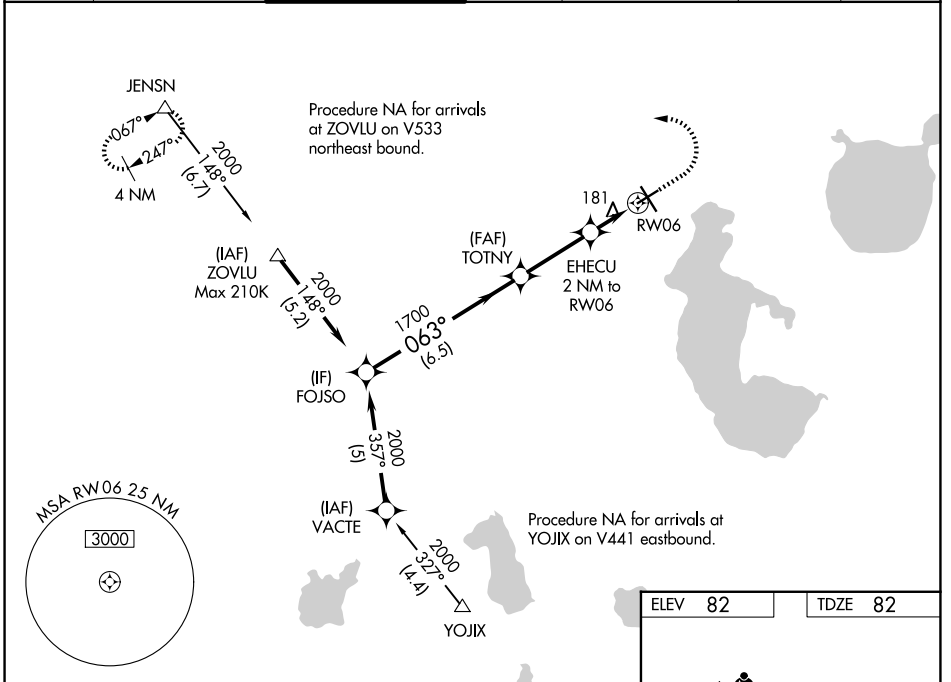 JENSN
067°
247°
4 NM
2000
148°
(6.7)
Procedure NA for arrivals
at ZOVLU on V533
northeast bound.
181
RW06
(FAF)
TOTNY
EHECU
2 NM to
RW06
(IAF)
ZOVLU
Max 210K
2000
148°
(5.2)
1700
063°
(6.5)
(IF)
FOJSO
2000
357°
(5)
(IAF)
VACTE
MSA RW06 25 NM
3000
Procedure NA for arrivals at
YOJIX on V441 eastbound.
2000
327°
(4.4)
YOJIX
ELEV 82
TDZE 82